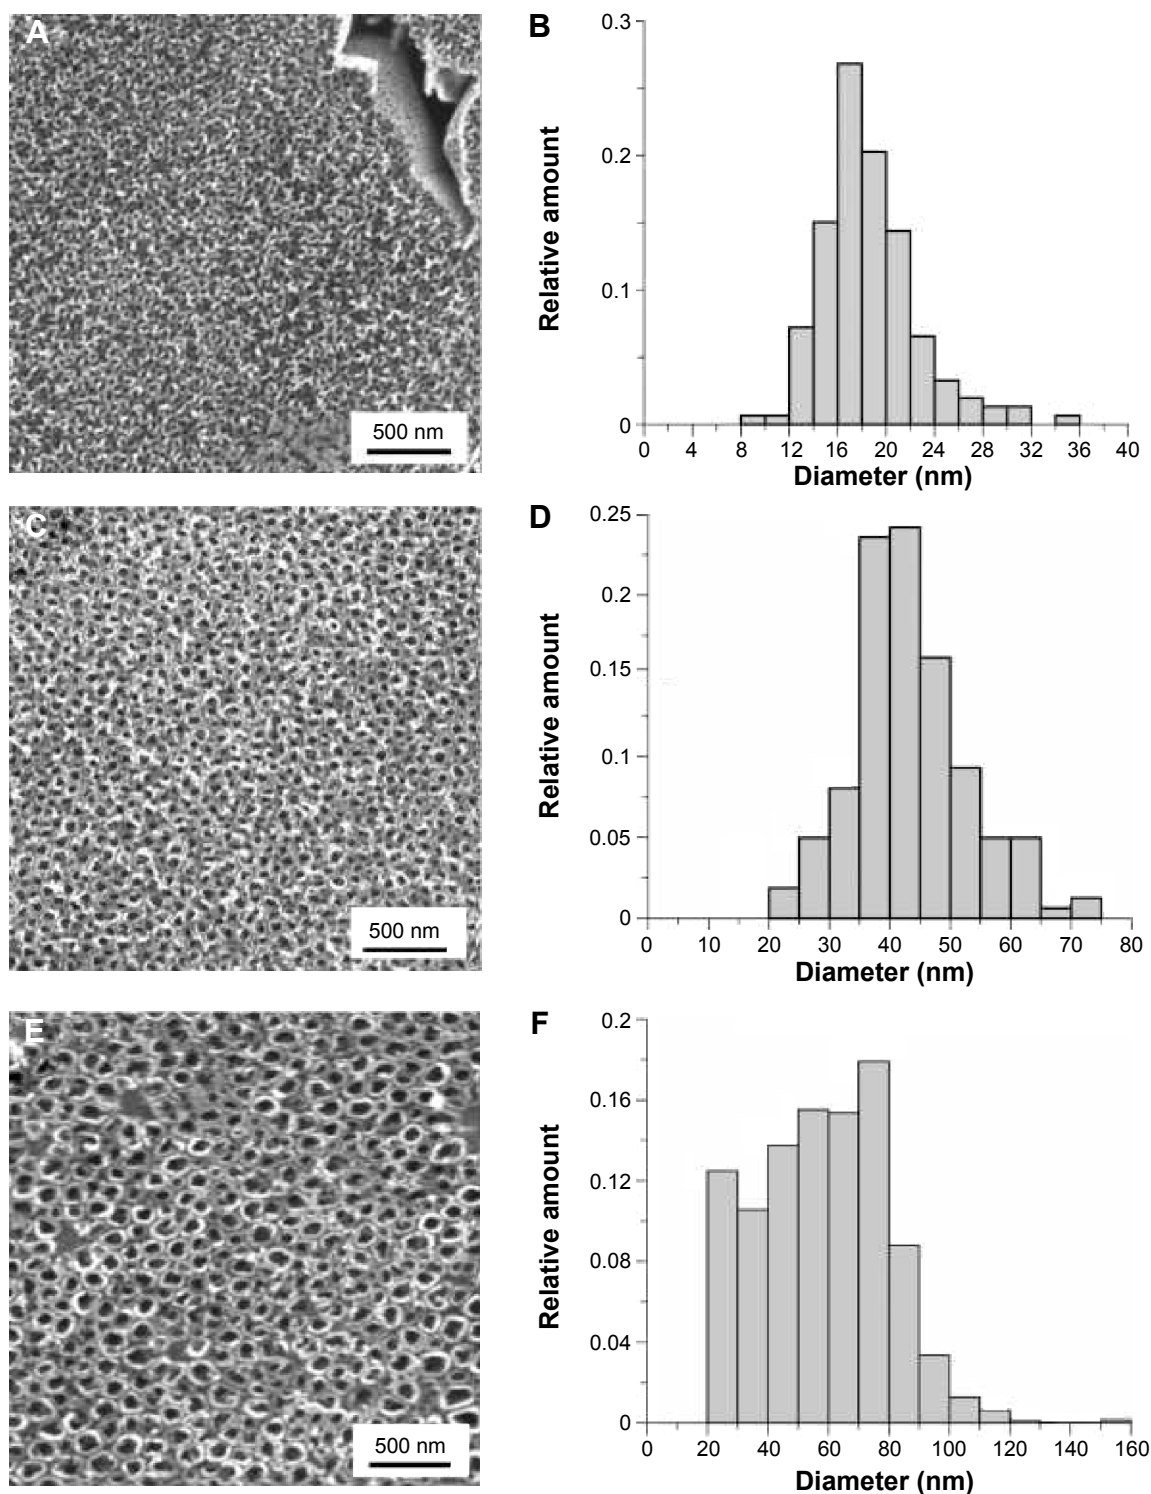 A
500 nm
B
0.3
0.2
0.1
0
0 4 8 12 16 20 24 28 32 36 40
Relative amount
Diameter (nm)
C
500 nm
D
0.25
0.2
0.15
0.1
0.05
0
0 10 20 30 40 50 60 70 80
Relative amount
Diameter (nm)
E
500 nm
F
0.2
0.16
0.12
0.08
0.04
0
0 20 40 60 80 100 120 140 160
Relative amount
Diameter (nm)